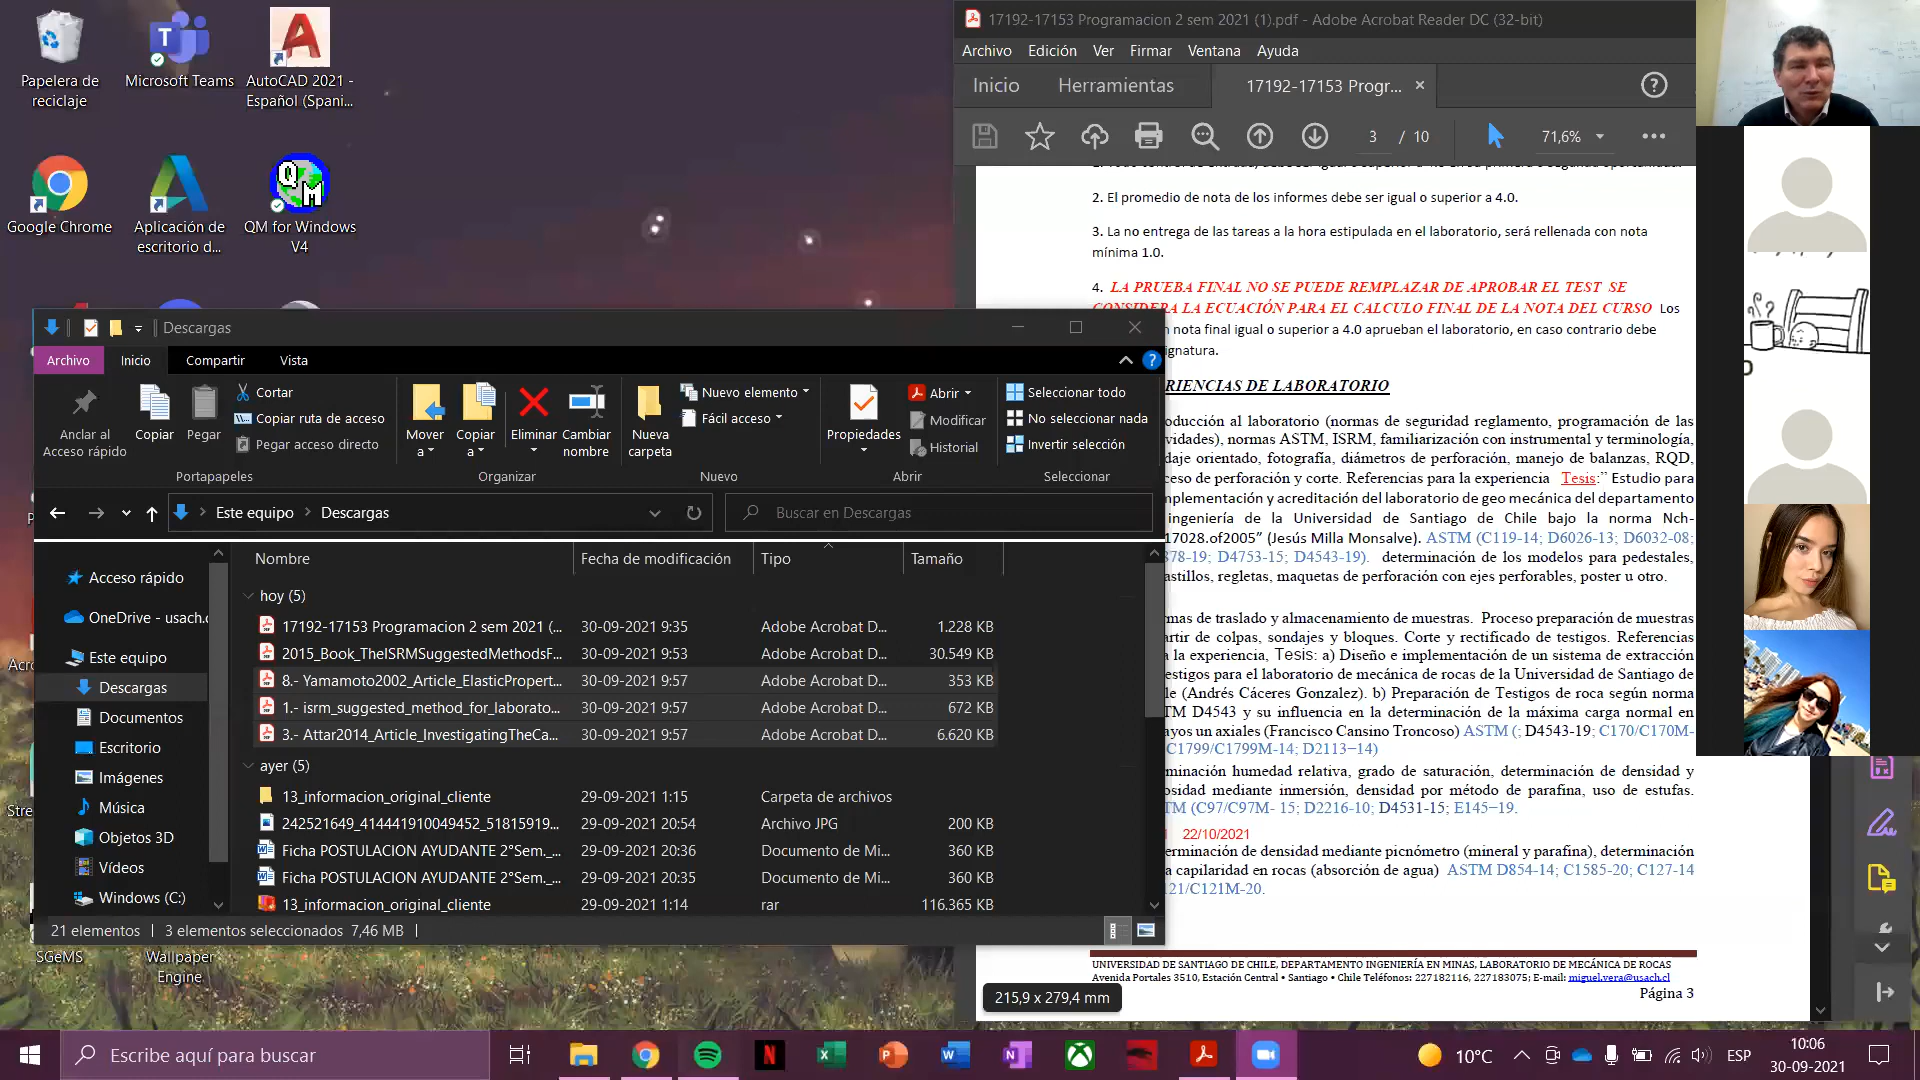 Papelera de
reciclaje
Microsoft Teams
AutoCAD 2021 -
Español (Spani...
Google Chrome
Aplicación de
escritorio d...
QM for Windows
V4
SGeMS
Wallpaper
Engine
Descargas
Archivo
Inicio
Compartir
Vista
Anclar al
Acceso rápido
Copiar
Pegar
Cortar
Copiar ruta de acceso
Pegar acceso directo
Portapapeles
Mover
a
Copiar
a
Eliminar
Cambiar
nombre
Organizar
Nueva
carpeta
Nuevo elemento
Fácil acceso
Nuevo
Propiedades
Abrir
Modificar
Historial
Abrir
Seleccionar todo
No seleccionar nada
Invertir selección
Seleccionar
Este equipo
Descargas
Buscar en Descargas
Acceso rápido
OneDrive - usach.c
Este equipo
Descargas
Documentos
Escritorio
Imágenes
Música
Objetos 3D
Vídeos
Windows (C:)
Nombre Fecha de modificación Tipo Tamaño
hoy (5)
17192-17153 Programacion 2 sem 2021 (... 30-09-2021 9:35 Adobe Acrobat D... 1.228 KB
2015_Book_TheISRMSuggestedMethodsF... 30-09-2021 9:53 Adobe Acrobat D... 30.549 KB
8.- Yamamoto2002_Article_ElasticPropert... 30-09-2021 9:57 Adobe Acrobat D... 353 KB
1.- isrm_suggested_method_for_laborato... 30-09-2021 9:57 Adobe Acrobat D... 672 KB
3.- Attar2014_Article_InvestigatingTheCa... 30-09-2021 9:57 Adobe Acrobat D... 6.620 KB
ayer (5)
13_informacion_original_cliente 29-09-2021 1:15 Carpeta de archivos
242521649_414441910049452_51815919... 29-09-2021 20:54 Archivo JPG 200 KB
Ficha POSTULACION AYUDANTE 2°Sem._... 29-09-2021 20:36 Documento de Mi... 360 KB
Ficha POSTULACION AYUDANTE 2°Sem._... 29-09-2021 20:35 Documento de Mi... 360 KB
13_informacion_original_cliente 29-09-2021 1:14 rar 116.365 KB
21 elementos
3 elementos seleccionados 7,46 MB
17192-17153 Programacion 2 sem 2021 (1).pdf - Adobe Acrobat Reader DC (32-bit)
Archivo Edición Ver Firmar Ventana Ayuda
Inicio Herramientas 17192-17153 Progr...
3 / 10
71,6%
2. El promedio de nota de los informes debe ser igual o superior a 4.0.
3. La no entrega de las tareas a la hora estipulada en el laboratorio, será rellenada con nota
mínima 1.0.
4. LA PRUEBA FINAL NO SE PUEDE REMPLAZAR DE APROBAR EL TEST SE
CONSIDERA LA ECUACIÓN PARA EL CALCULO FINAL DE LA NOTA DEL CURSO Los
n nota final igual o superior a 4.0 aprueban el laboratorio, en caso contrario debe
ignatura.
RIENCIAS DE LABORATORIO
oducción al laboratorio (normas de seguridad reglamento, programación de las
vidades), normas ASTM, ISRM, familiarización con instrumental y terminología,
daje orientado, fotografía, diámetros de perforación, manejo de balanzas, RQD,
ceso de perforación y corte. Referencias para la experiencia Tesis:" Estudio para
mplementación y acreditación del laboratorio de geo mecánica del departamento
ingeniería de la Universidad de Santiago de Chile bajo la norma Nch-
17028.of2005" (Jesús Milla Monsalve). ASTM (C119-14; D6026-13; D6032-08;
878-19; D4753-15; D4543-19). determinación de los modelos para pedestales,
astillos, regletas, maquetas de perforación con ejes perforables, poster u otro.
rmas de traslado y almacenamiento de muestras. Proceso preparación de muestras
artir de colpas, sondajes y bloques. Corte y rectificado de testigos. Referencias
a la experiencia, Tesis: a) Diseño e implementación de un sistema de extracción
estigos para el laboratorio de mecánica de rocas de la Universidad de Santiago de
le (Andrés Cáceres Gonzalez). b) Preparación de Testigos de roca según norma
TM D4543 y su influencia en la determinación de la máxima carga normal en
ayos un axiales (Francisco Cansino Troncoso) ASTM (; D4543-19; C170/C170M-
C1799/C1799M-14; D2113−14)
minación humedad relativa, grado de saturación, determinación de densidad y
osidad mediante inmersión, densidad por método de parafina, uso de estufas.
TM (C97/C97M- 15; D2216-10; D4531-15; E145−19.
22/10/2021
erminación de densidad mediante picnómetro (mineral y parafina), determinación
a capilaridad en rocas (absorción de agua) ASTM D854-14; C1585-20; C127-14
121/C121M-20.
UNIVERSIDAD DE SANTIAGO DE CHILE, DEPARTAMENTO INGENIERÍA EN MINAS, LABORATORIO DE MECÁNICA DE ROCAS
Avenida Portales 3510, Estación Central • Santiago • Chile Teléfonos: 227182116, 227183075; E-mail: miguel.vera@usach.cl
Página 3
215,9 x 279,4 mm
Escribe aquí para buscar
10°C
ESP
10:06
30-09-2021